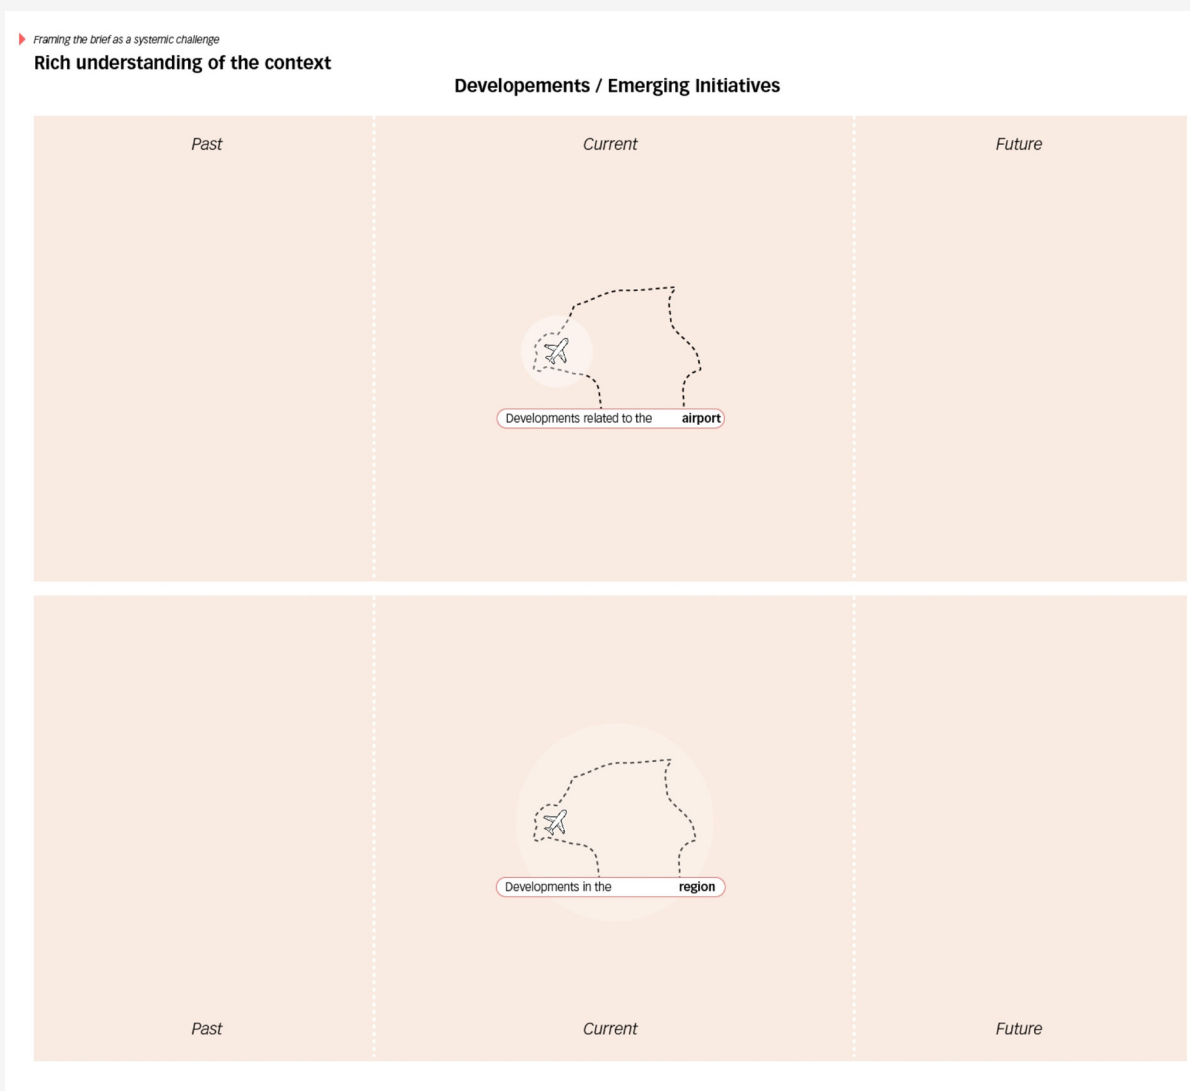 Framing the brief as a systemic challenge
Rich understanding of the context
Developements / Emerging Initiatives
Past
Current
Future
Developments related to the airport
Developments in the region
Past
Current
Future